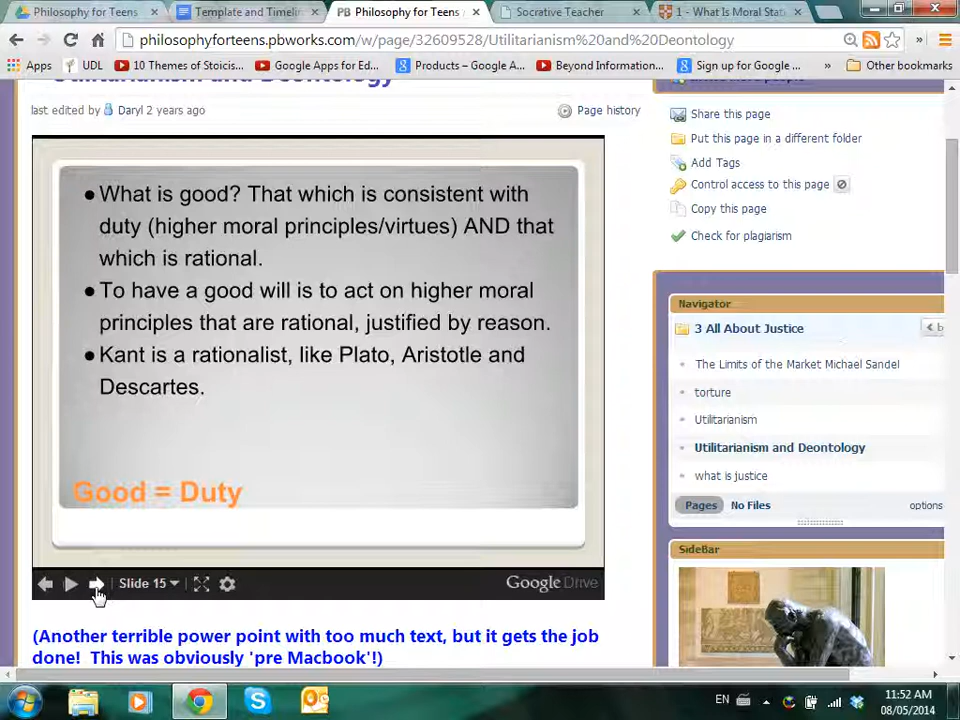 Philosophy for Teens
Template and Timelin
PB Philosophy for Teens /
Socrative Teacher
1 - What Is Moral Stat
philosophyforteens.pbworks.com/w/page/32609528/Utilitarianism%20and%20Deontology
Apps
UDL
10 Themes of Stoicis...
Google Apps for Ed...
Products – Google A...
Beyond Information...
Sign up for Google ...
»
Other bookmarks
Utilitarianism and Deontology
last edited by Daryl 2 years ago
Page history
●What is good? That which is consistent with
duty (higher moral principles/virtues) AND that
which is rational.
●To have a good will is to act on higher moral
principles that are rational, justified by reason.
●Kant is a rationalist, like Plato, Aristotle and
Descartes.
Good = Duty
Slide 15
Google Drive
(Another terrible power point with too much text, but it gets the job
done! This was obviously 'pre Macbook'!)
Share this page
Put this page in a different folder
Add Tags
Control access to this page
Copy this page
Check for plagiarism
Navigator
3 All About Justice
b
The Limits of the Market Michael Sandel
torture
Utilitarianism
Utilitarianism and Deontology
what is justice
Pages No Files options
SideBar
EN
11:52 AM
08/05/2014